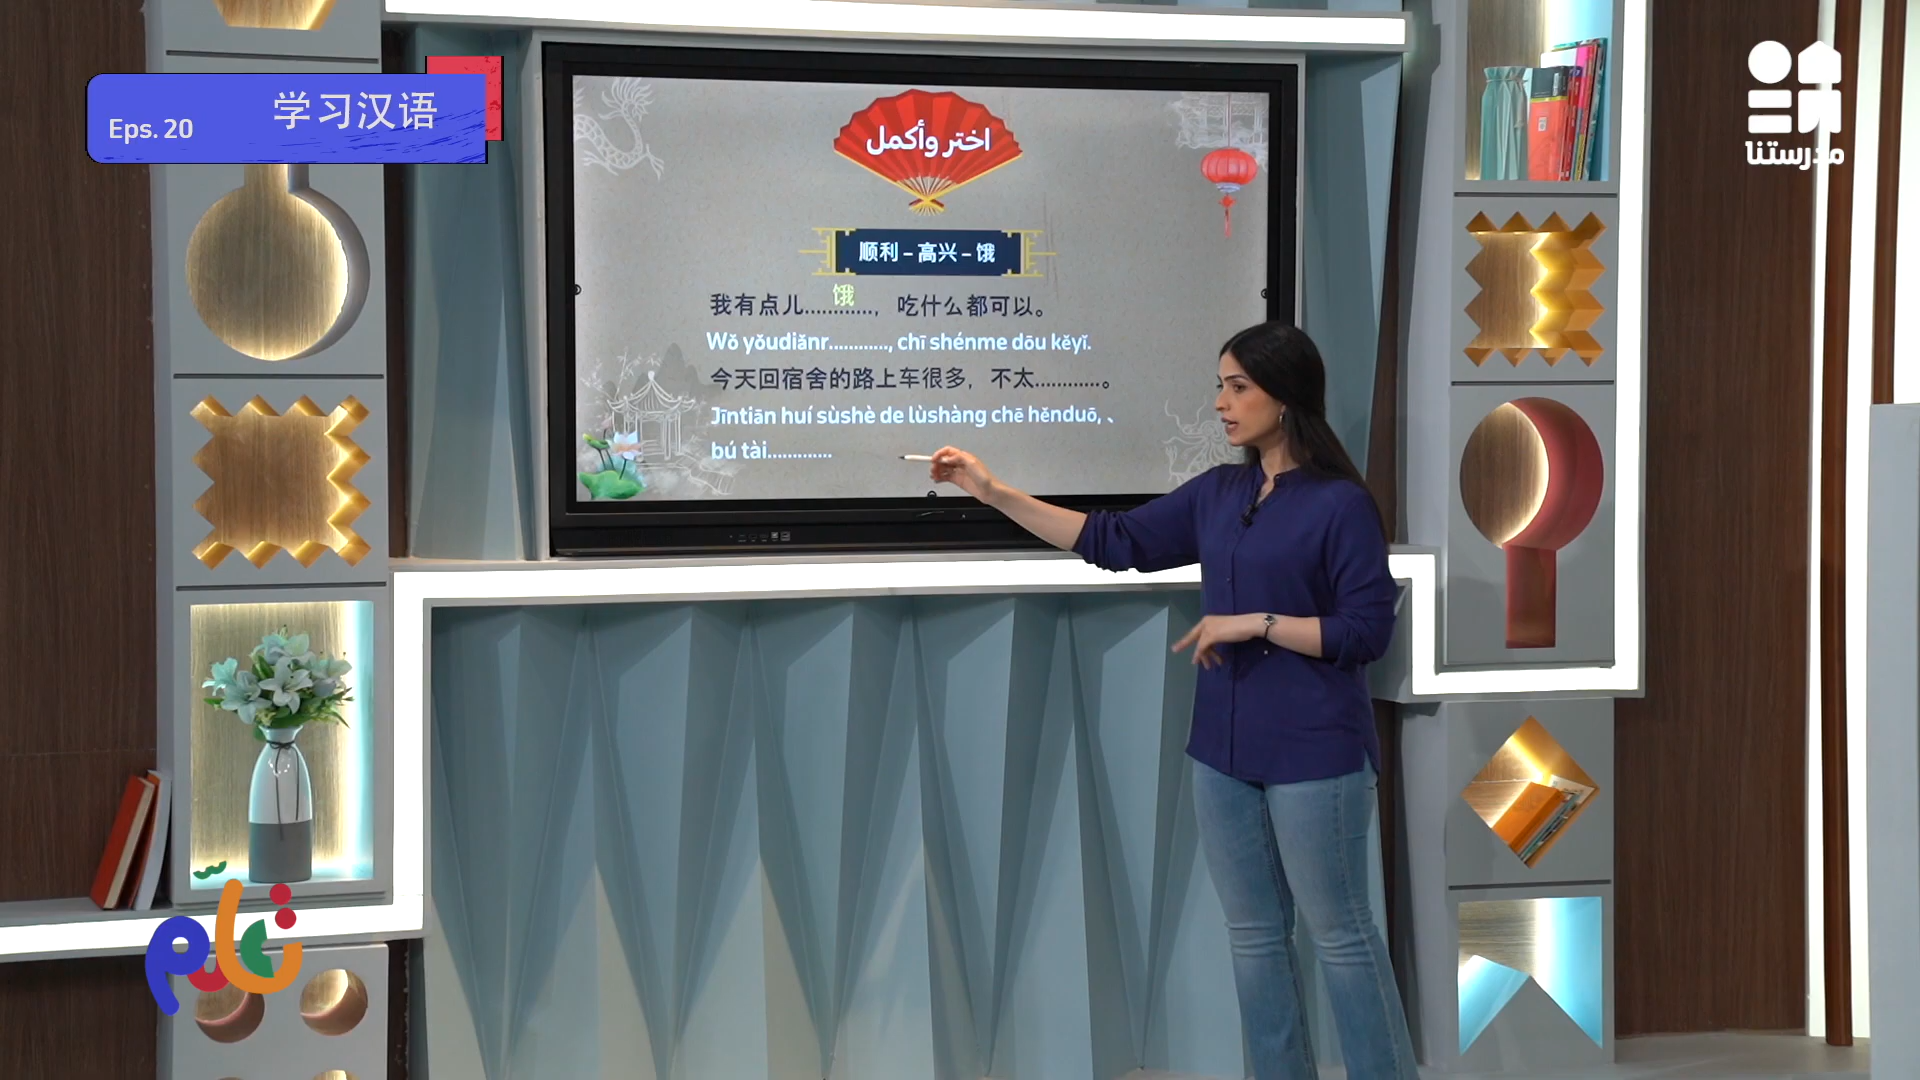 学习汉语
Eps. 20
مدرستنا
اختر وأكمل
顺利 – 高兴 – 饿
我有点儿............饿，吃什么都可以。
Wǒ yǒudiǎnr............, chī shénme dōu kěyǐ.
今天回宿舍的路上车很多，不太............。
Jīntiān huí sùshè de lùshàng chē hěnduō, 、
bú tài.............
تعلم